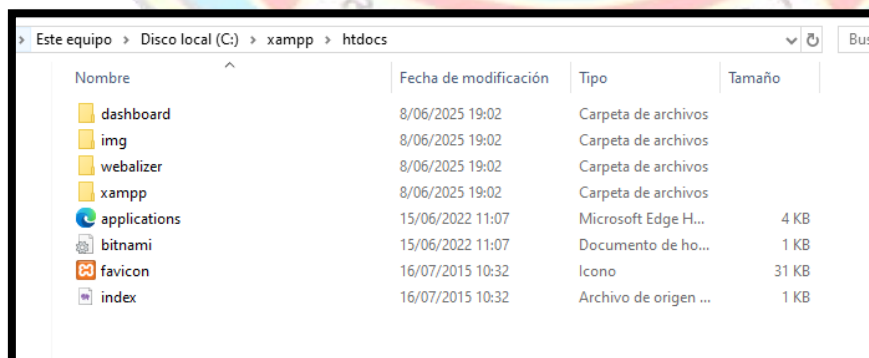 Este equipo > Disco local (C:) > xampp > htdocs
Nombre Fecha de modificación Tipo Tamaño
dashboard 8/06/2025 19:02 Carpeta de archivos
img 8/06/2025 19:02 Carpeta de archivos
webalizer 8/06/2025 19:02 Carpeta de archivos
xampp 8/06/2025 19:02 Carpeta de archivos
applications 15/06/2022 11:07 Microsoft Edge H... 4 KB
bitnami 15/06/2022 11:07 Documento de ho... 1 KB
favicon 16/07/2015 10:32 Icono 31 KB
index 16/07/2015 10:32 Archivo de origen ... 1 KB